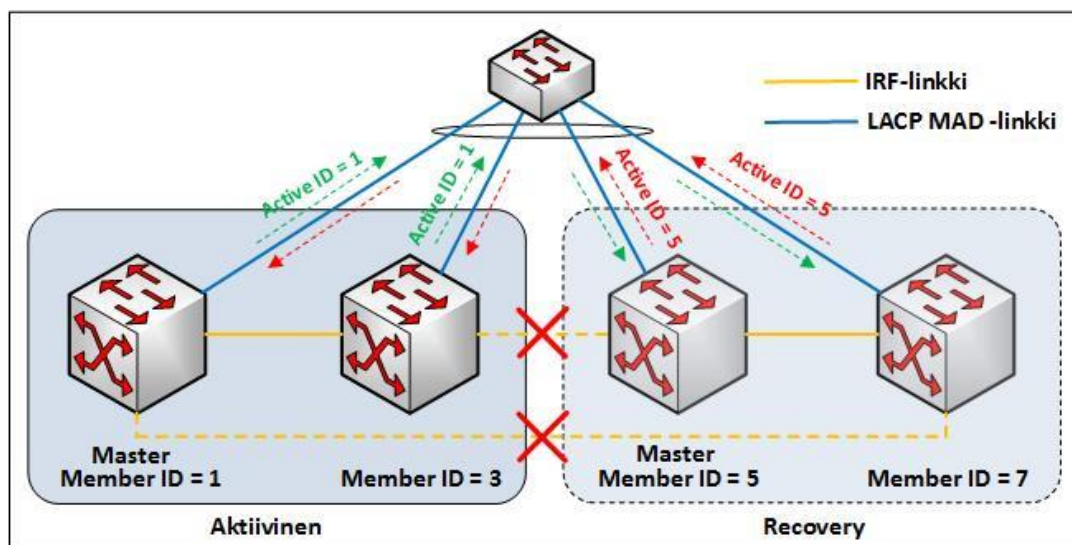 IRF-linkki
LACP MAD -linkki
Active ID = 1
Active ID = 1
Active ID = 5
Active ID = 5
Master
Member ID = 1
Member ID = 3
Master
Member ID = 5
Member ID = 7
Aktiivinen
Recovery